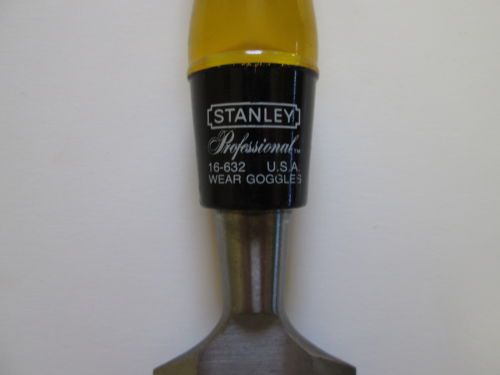 STANLEY
Professional™
16-632 U.S.A.
WEAR GOGGLES